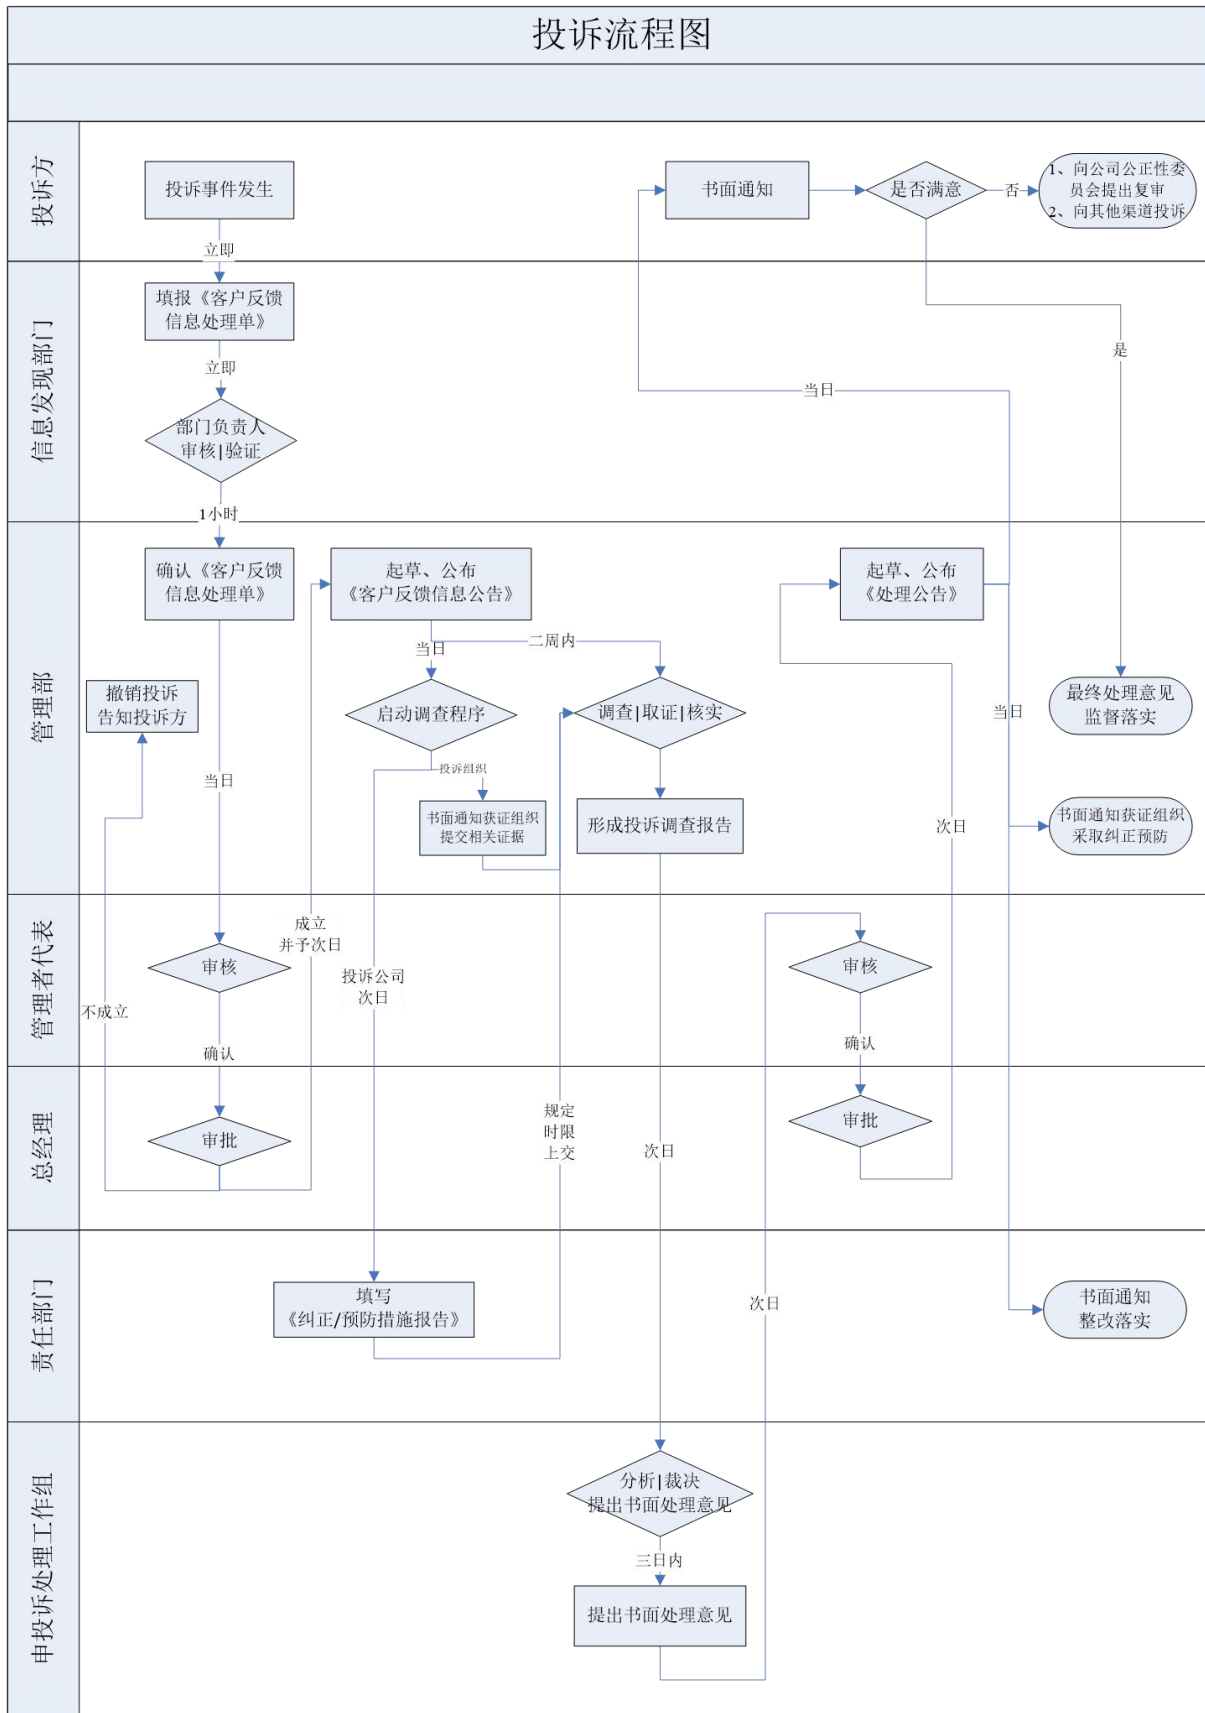 投诉流程图
投诉方
投诉事件发生
书面通知
是否满意
否
1、向公司公正性委
员会提出复审
2、向其他渠道投诉
立即
信息发现部门
填报《客户反馈
信息处理单》
立即
是
当日
部门负责人
审核|验证
1小时
管理部
确认《客户反馈
信息处理单》
起草、公布
《客户反馈信息公告》
起草、公布
《处理公告》
二周内
当日
撤销投诉
告知投诉方
启动调查程序
调查|取证|核实
当日
最终处理意见
监督落实
投诉组织
当日
书面通知获证组织
提交相关证据
形成投诉调查报告
次日
书面通知获证组织
采取纠正预防
管理者代表
成立
并予次日
审核
投诉公司
次日
审核
不成立
确认
确认
总经理
规定
时限
上交
审批
次日
审批
责任部门
填写
《纠正/预防措施报告》
次日
书面通知
整改落实
申投诉处理工作组
分析|裁决
提出书面处理意见
三日内
提出书面处理意见